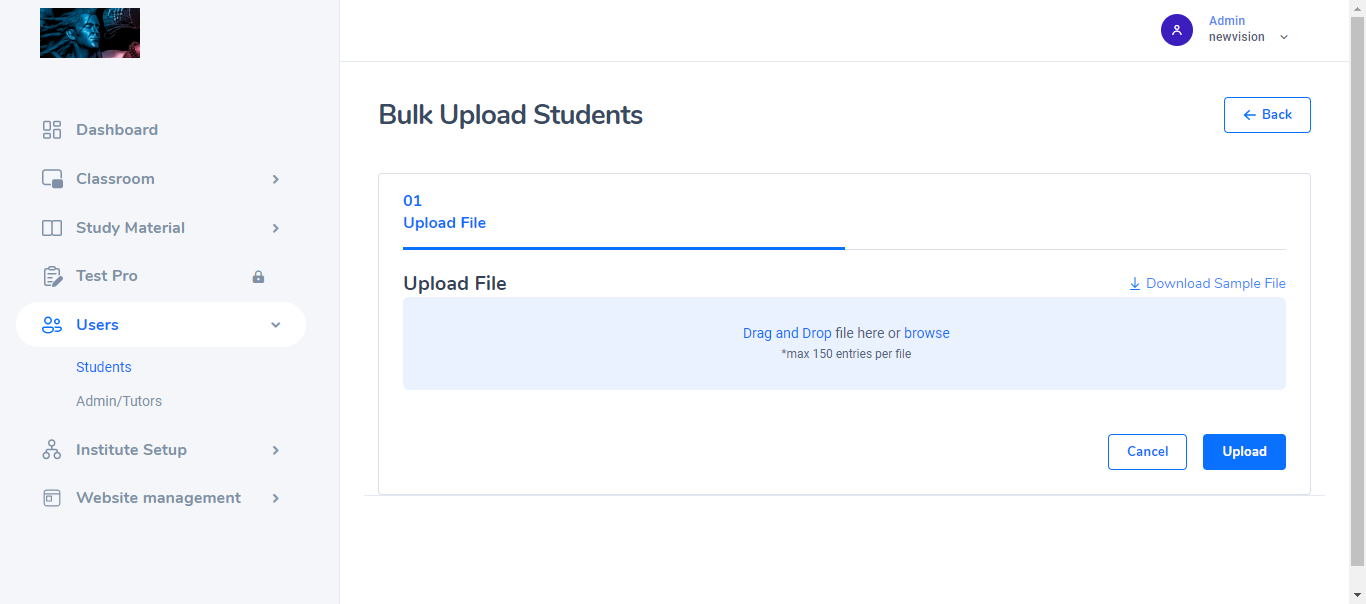 Admin
newvision
Dashboard
Classroom
Study Material
Test Pro
Users
Students
Admin/Tutors
Institute Setup
Website management
Bulk Upload Students
Back
01
Upload File
Upload File
Download Sample File
Drag and Drop file here or browse
*max 150 entries per file
Cancel
Upload